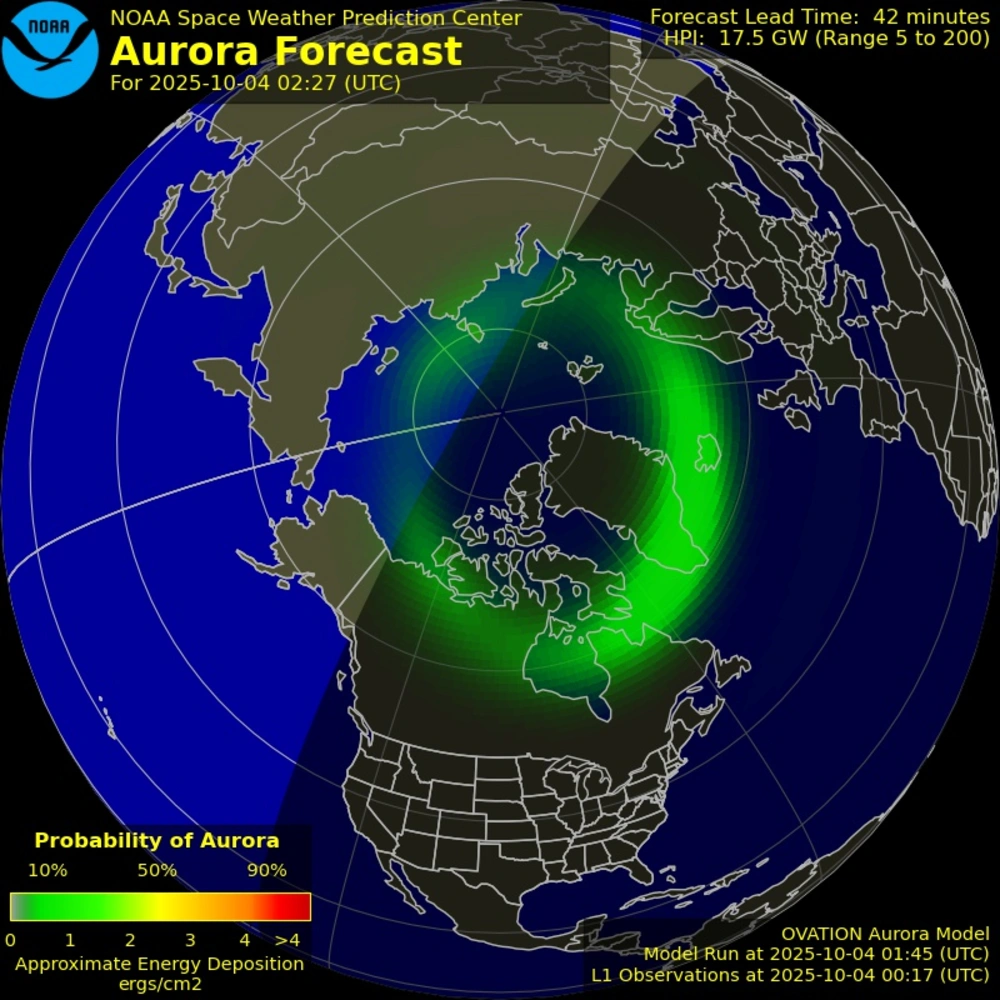 NOAA
NOAA Space Weather Prediction Center
Aurora Forecast
For 2025-10-04 02:27 (UTC)
Forecast Lead Time: 42 minutes
HPI: 17.5 GW (Range 5 to 200)
Probability of Aurora
10% 50% 90%
0 1 2 3 4 >4
Approximate Energy Deposition
ergs/cm2
OVATION Aurora Model
Model Run at 2025-10-04 01:45 (UTC)
L1 Observations at 2025-10-04 00:17 (UTC)